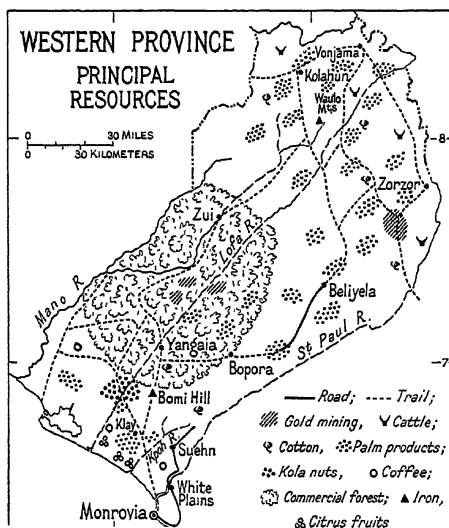 WESTERN PROVINCE
PRINCIPAL
RESOURCES
0 30 MILES
0 30 KILOMETERS
Vonjama
Kolahun
Waulo
Mts
8
Zorzor
Zui
Lofa R.
Mano R
Beliyela
St Paul R.
Yangaia
Bopora
7
Bomi Hill
Klay
Kpoh R
Suehn
White
Plains
Monrovia
Road; Trail;
Gold mining, Cattle;
Cotton, Palm products;
Kola nuts, Coffee;
Commercial forest; Iron,
Citrus fruits